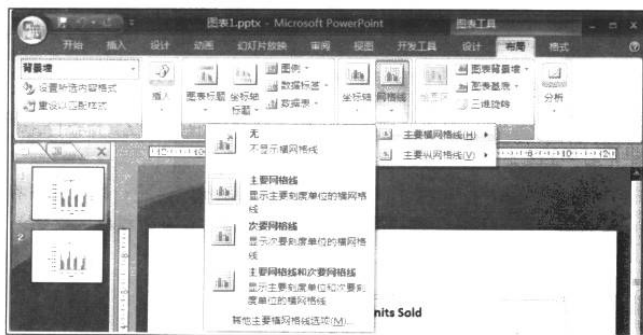 图表1.pptx - Microsoft PowerPoint
图表工具
开始 插入 设计 动画 幻灯片放映 审阅 视图 开发工具 设计 布局 格式
背景墙
设置所选内容格式
重设以匹配样式
插入
图表标题
坐标轴标题
图例
数据标签
数据表
坐标轴
网格线
绘图区
图表背景墙
图表基底
三维旋转
分析
主要横网格线(H)
主要纵网格线(V)
无
不显示横网格线
主要网格线
显示主要刻度单位的横网格线
次要网格线
显示次要刻度单位的横网格线
主要网格线和次要网格线
显示主要刻度单位和次要刻度单位的横网格线
其他主要横网格线选项(M)...
2
nits Sold